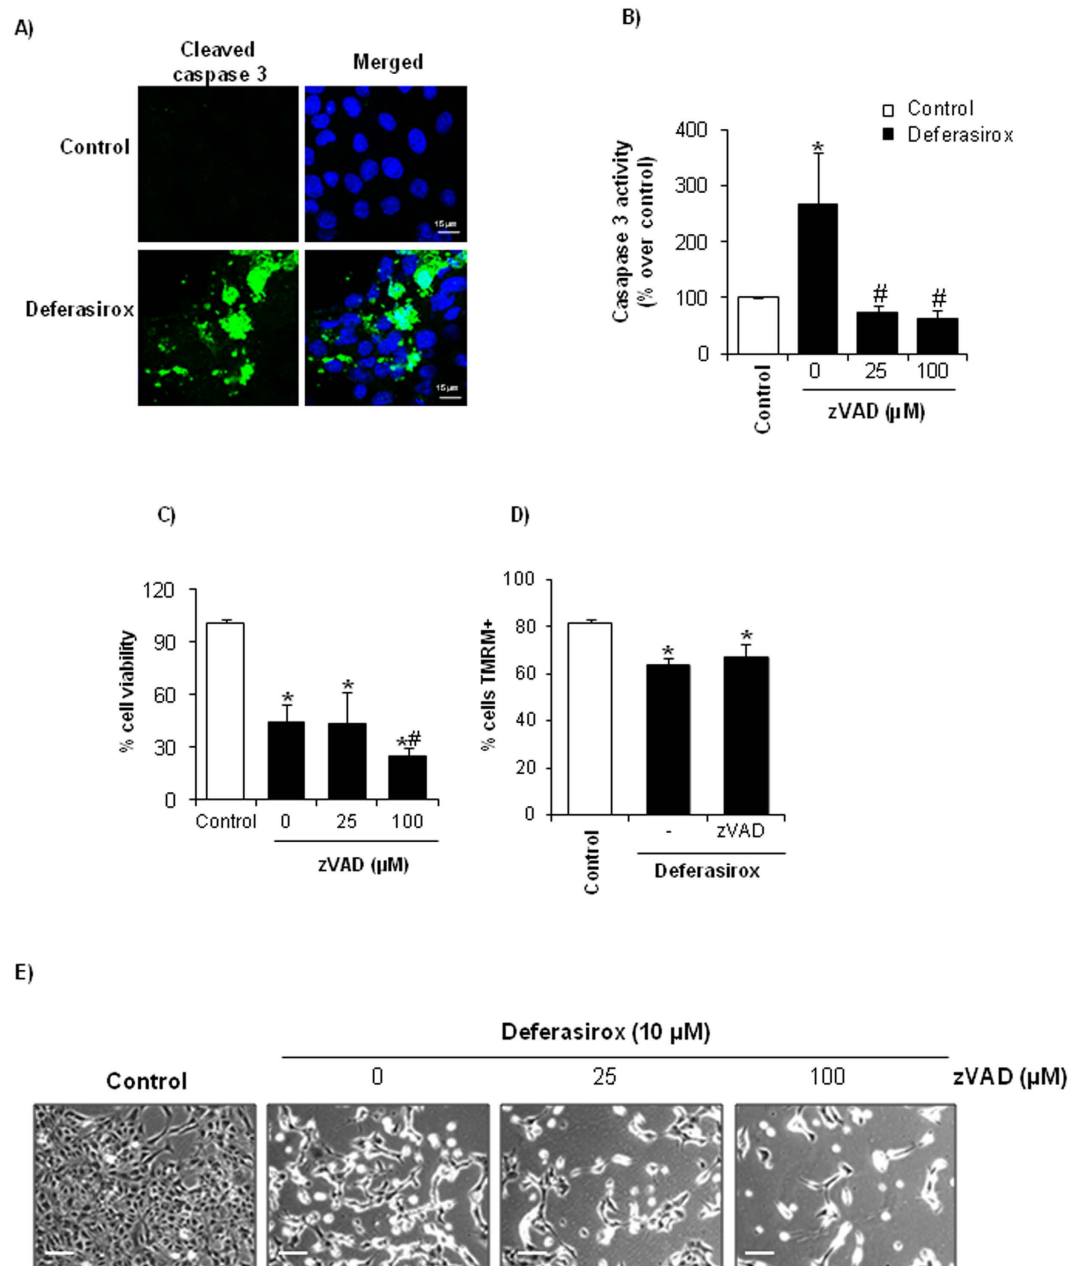 A)
Cleaved
caspase 3
Merged
Control
15 µm
Deferasirox
15 µm
B)
Control
Deferasirox
Casapase 3 activity
(% over control)
400
300
200
100
0
*
#
#
Control
0
25
100
zVAD (µM)
C)
% cell viability
120
90
60
30
0
*
*
*#
Control
0
25
100
zVAD (µM)
D)
% cells TMRM+
100
80
60
40
20
0
*
*
Control
-
zVAD
Deferasirox
E)
Deferasirox (10 µM)
Control
0
25
100
zVAD (µM)